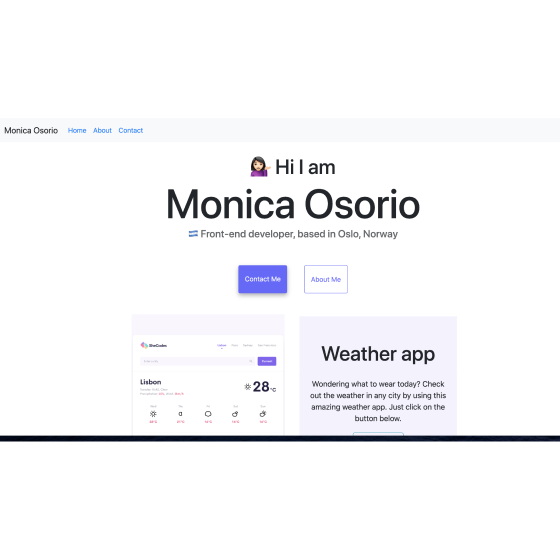 Monica Osorio Home About Contact
Hi I am
Monica Osorio
Front-end developer, based in Oslo, Norway
Contact Me About Me
SheCodes
Lisbon
28 °C
Weather app
Wondering what to wear today? Check
out the weather in any city by using this
amazing weather app. Just click on the
button below.